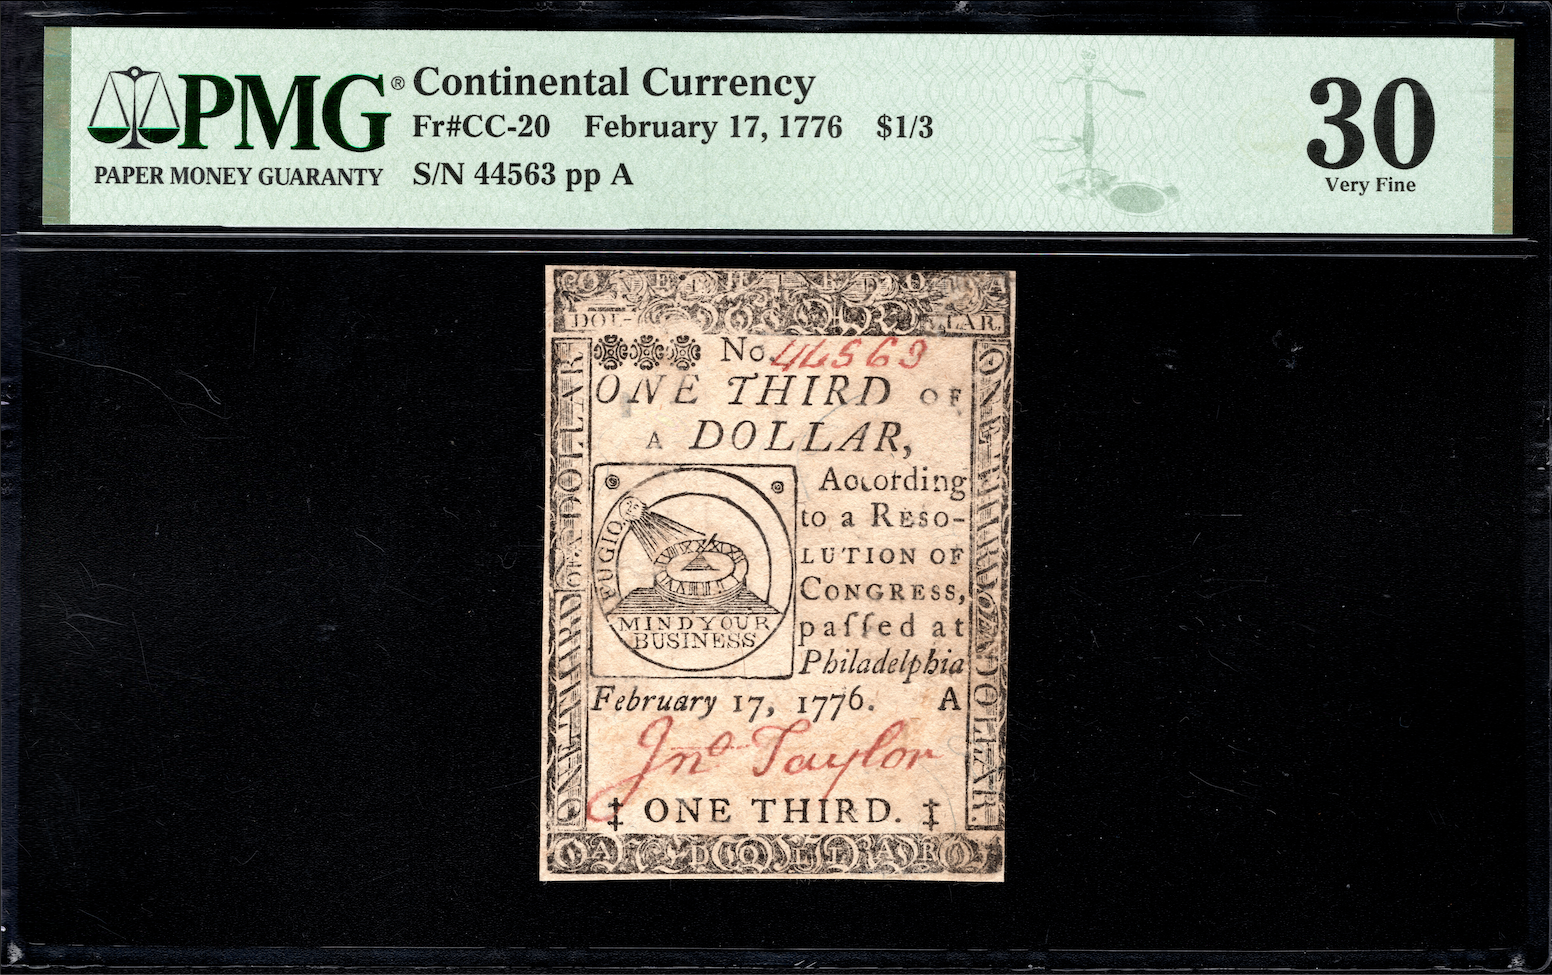 PMG® Continental Currency
Fr#CC-20 February 17, 1776 $1/3
PAPER MONEY GUARANTY S/N 44563 pp A
30
Very Fine
DOL- LAR.
No. 44563
ONE THIRD OF
A DOLLAR,
According
to a RESO-
LUTION OF
CONGRESS,
paſſed at
Philadelphia
FUGIO.
MIND YOUR
BUSINESS
February 17, 1776. A
Jno Taylor
‡ ONE THIRD. ‡
ONE THIRD OF A DOLLAR
ONE THIRD OF A DOLLAR.